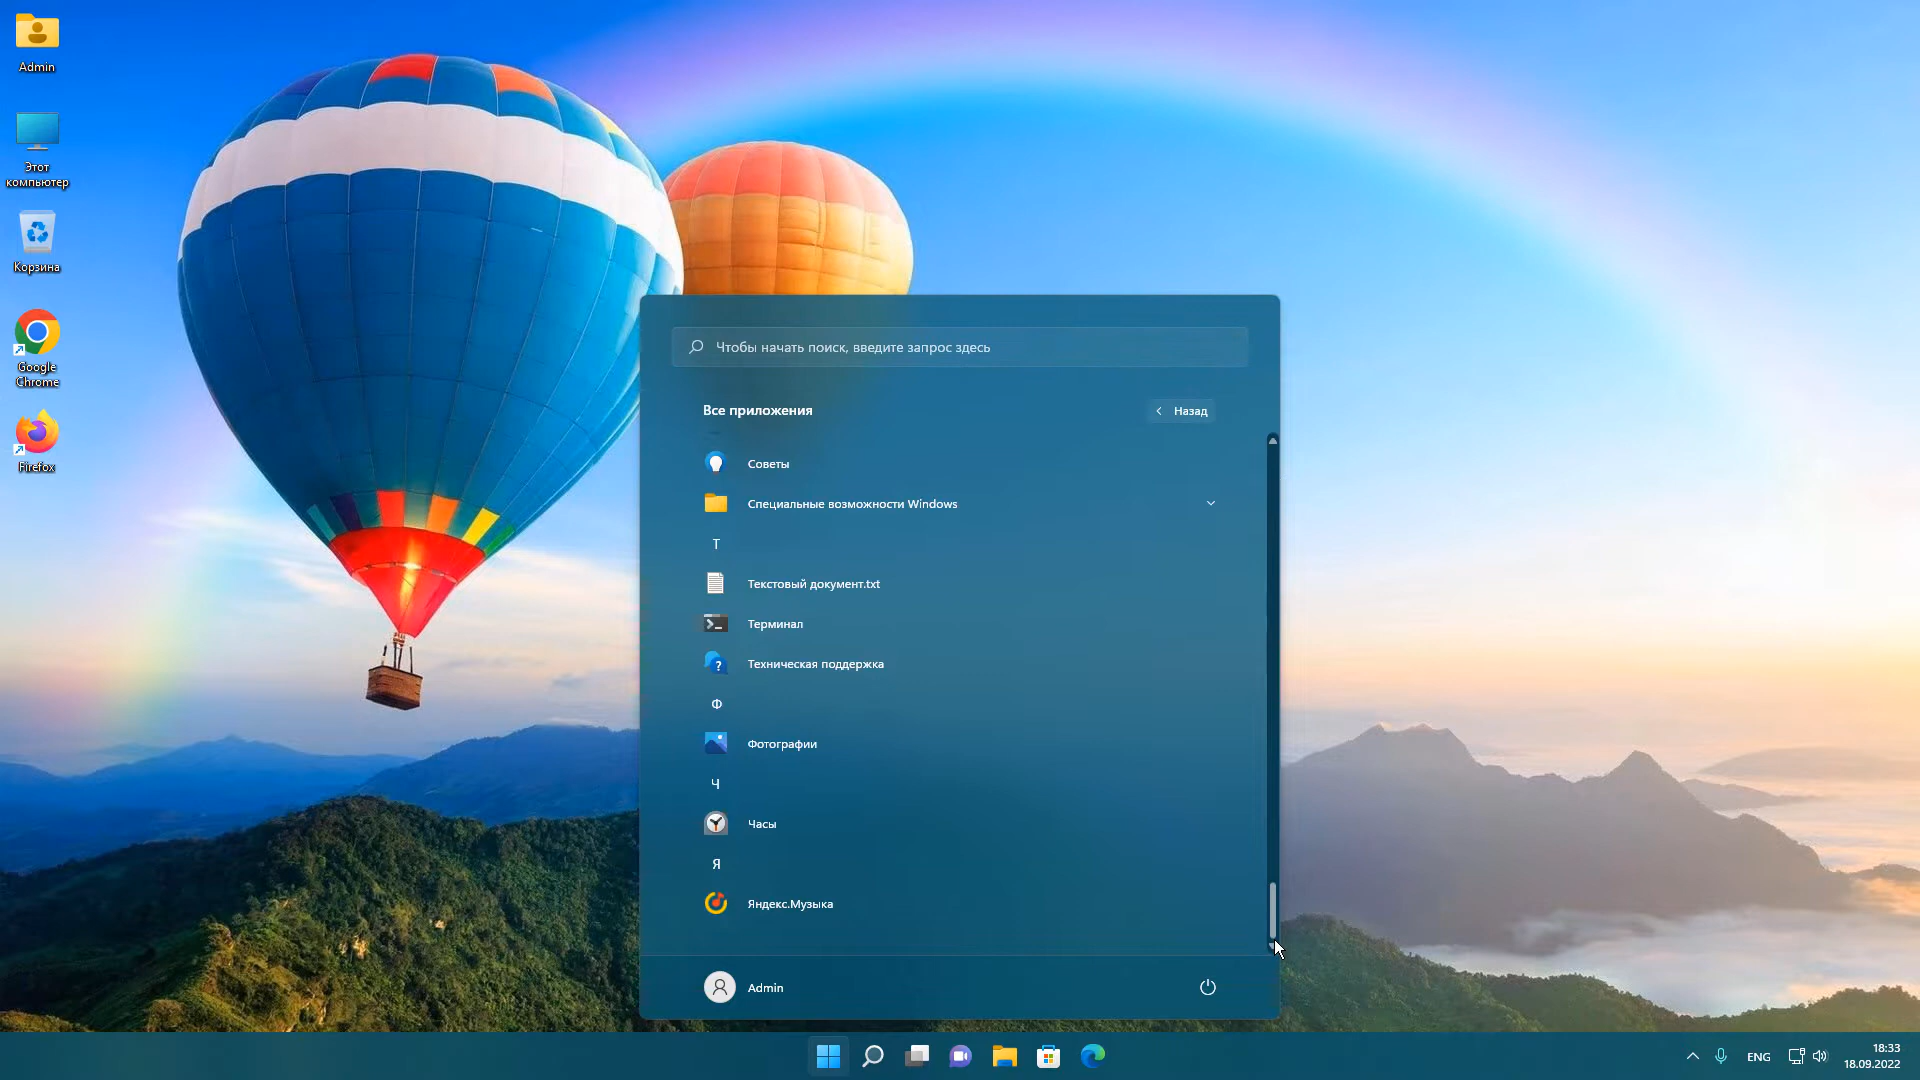 Admin
Этот
компьютер
Корзина
Google
Chrome
Firefox
Чтобы начать поиск, введите запрос здесь
Все приложения
Назад
Советы
Специальные возможности Windows
Т
Текстовый документ.txt
Терминал
Техническая поддержка
Ф
Фотографии
Ч
Часы
Я
Яндекс.Музыка
Admin
ENG
18:33
18.09.2022